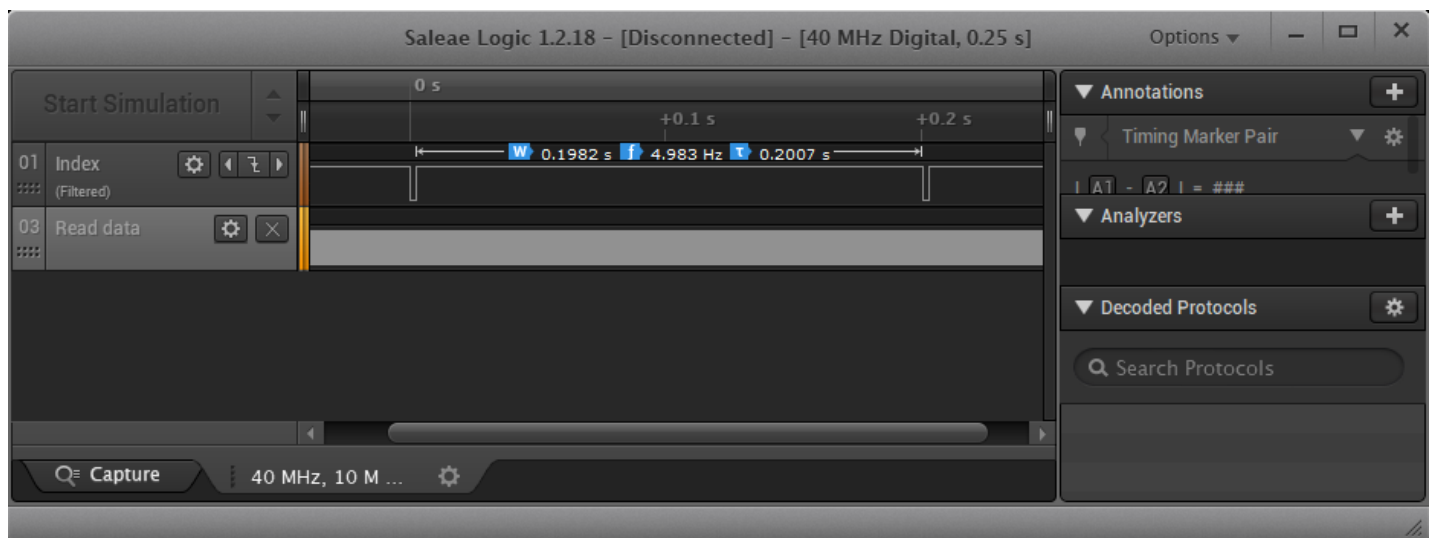 Saleae Logic 1.2.18 – [Disconnected] – [40 MHz Digital, 0.25 s]
Options
Start Simulation
0 s
+0.1 s
+0.2 s
01 Index
(Filtered)
W 0.1982 s f 4.983 Hz T 0.2007 s
03 Read data
Annotations
Timing Marker Pair
| A1 - A2 | = ###
Analyzers
Decoded Protocols
Search Protocols
Capture
40 MHz, 10 M ...